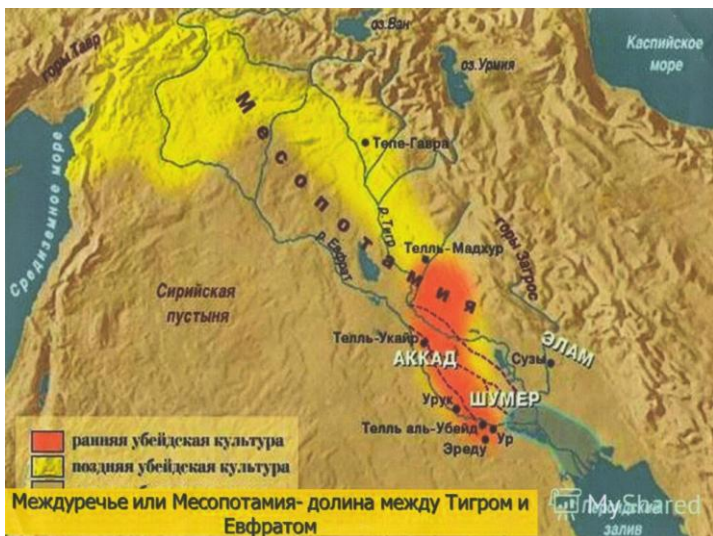 оз.Ван
Каспийское
море
горы Тавр
оз.Урмия
Месопотамия
Тепе-Гавра
Средиземное море
р.Тигр
р.Евфрат
горы Загрос
Телль-Мадхур
Сирийская
пустыня
Телль-Укайр
АККАД
Сузы
ЭЛАМ
Урук
ШУМЕР
Телль аль-Убейд
Ур
Эреду
ранняя убейдская культура
поздняя убейдская культура
Междуречье или Месопотамия- долина между Тигром и
Евфратом
MyShared
залив